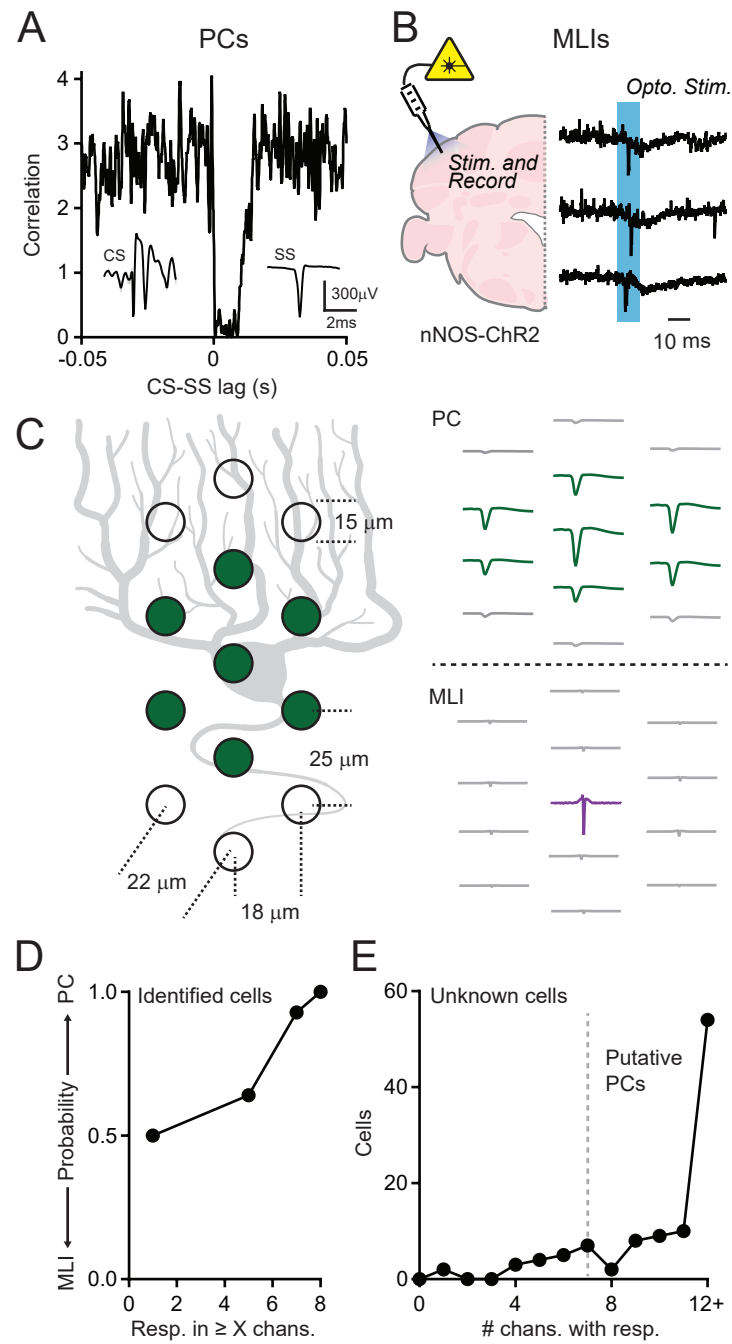 A
PCs
Correlation
4
3
2
1
0
CS
SS
300μV
2ms
-0.05
0
0.05
CS-SS lag (s)
B
MLIs
Opto. Stim.
Stim. and
Record
nNOS-ChR2
10 ms
C
15 μm
25 μm
22 μm
18 μm
PC
MLI
D
Identified cells
MLI Probability PC
1.0
0.5
0.0
0
2
4
6
8
Resp. in ≥ X chans.
E
Unknown cells
Putative
PCs
Cells
60
40
20
0
0
4
8
12+
# chans. with resp.